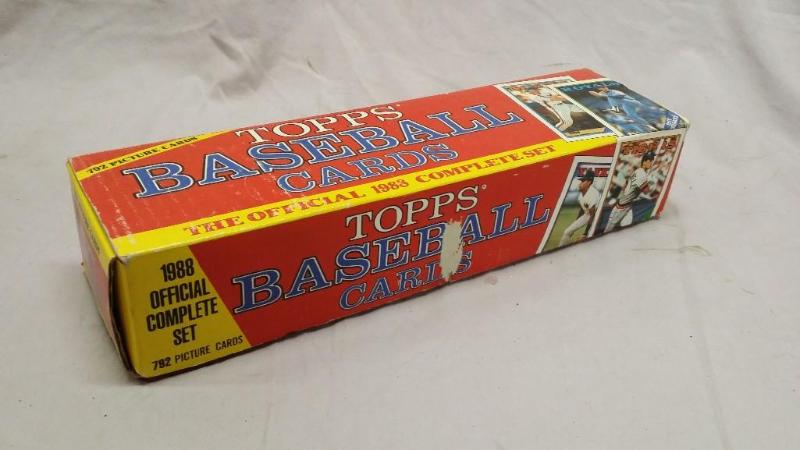 792 PICTURE CARDS
TOPPS
BASEBALL
CARDS
THE OFFICIAL 1988 COMPLETE SET
ROYALS
1988
OFFICIAL
COMPLETE
SET
792 PICTURE CARDS
TOPPS
BASEBALL
CARDS